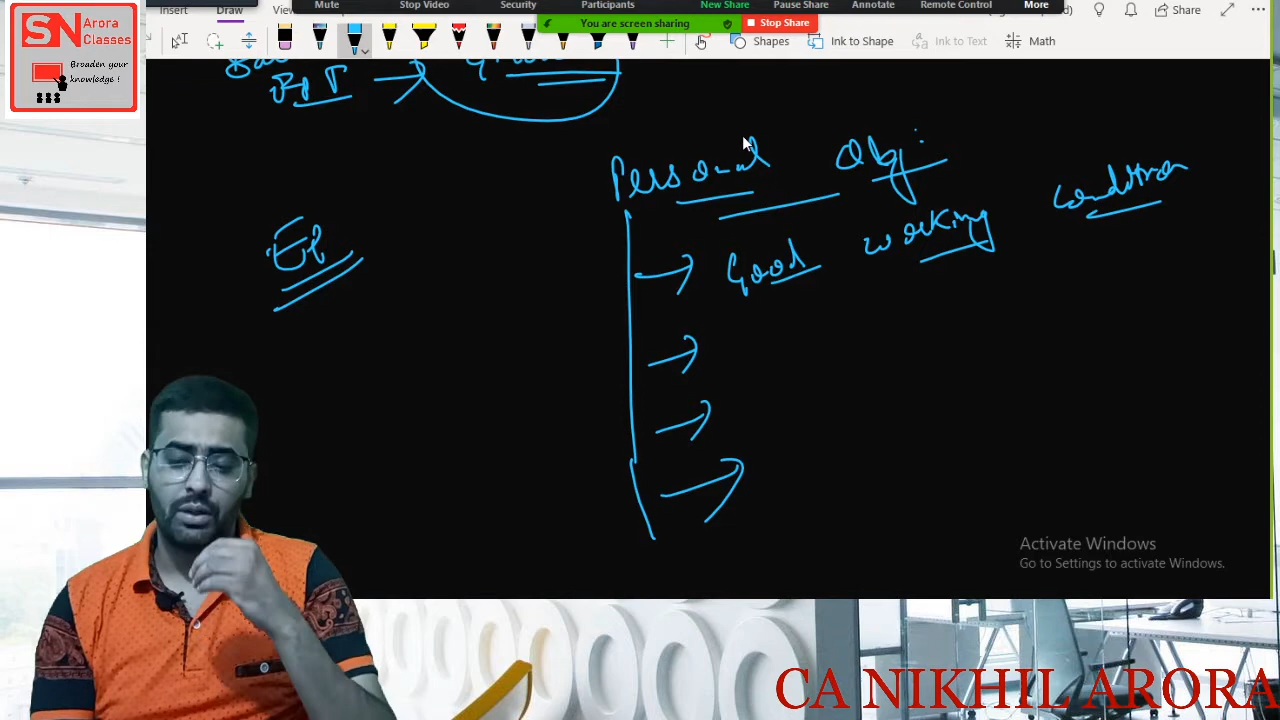 Mute Stop Video Security Participants New Share Pause Share Annotate Remote Control More
You are screen sharing Stop Share
Insert Draw Share
Shapes Ink to Shape Ink to Text Math
SN Arora Classes
Broaden your knowledge !
Personal Obj.
Good working condition
Activate Windows
Go to Settings to activate Windows.
CA NIKHIL ARORA